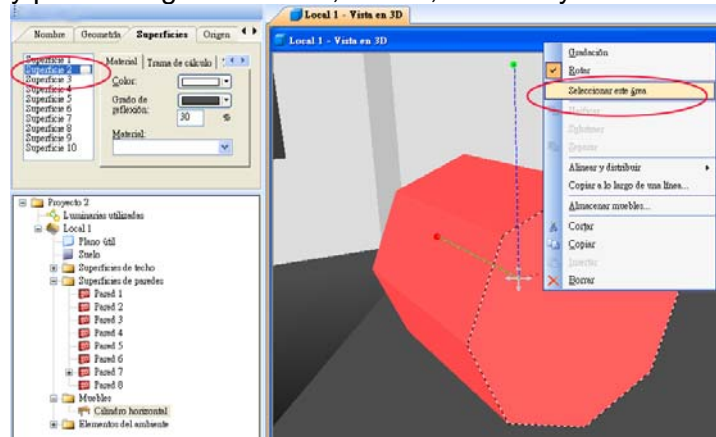 Nombre Geometría Superficies Origen
Superficie 1
Superficie 2
Superficie 3
Superficie 4
Superficie 5
Superficie 6
Superficie 7
Superficie 8
Superficie 9
Superficie 10
Material Trama de cálculo
Color:
Grado de
reflexión:
30 %
Material:
Proyecto 2
Luminarias utilizadas
Local 1
Plano útil
Suelo
Superficies de techo
Superficies de paredes
Pared 1
Pared 2
Pared 3
Pared 4
Pared 5
Pared 6
Pared 7
Pared 8
Muebles
Cilindro horizontal
Elementos del ambiente
Local 1 - Vista en 3D
Local 1 - Vista en 3D
Gradación
Rotar
Seleccionar este área
Alinear y distribuir
Copiar a lo largo de una línea...
Almacenar muebles...
Cortar
Copiar
Insertar
Borrar